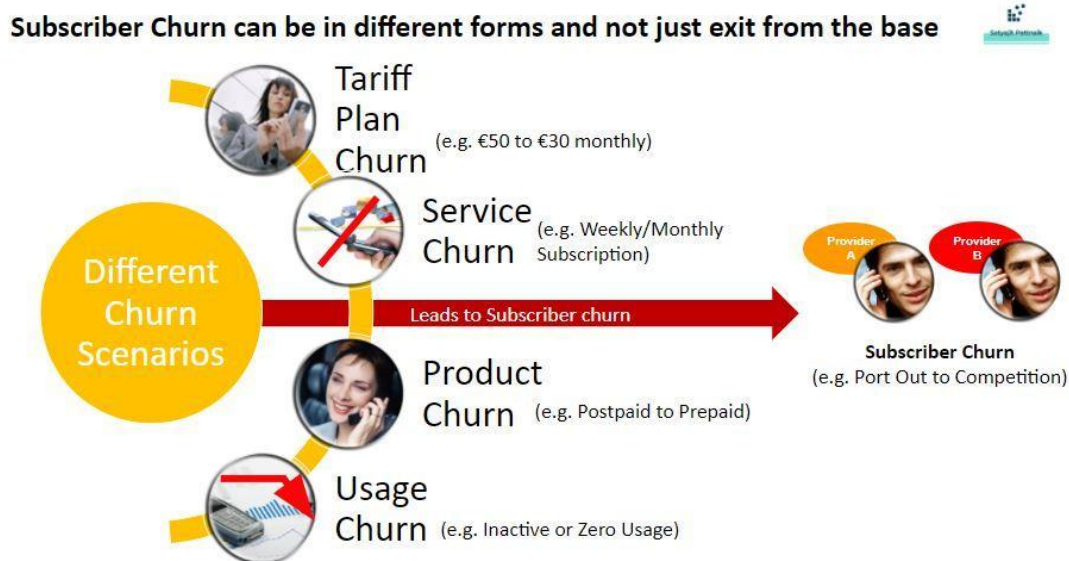 Subscriber Churn can be in different forms and not just exit from the base
Satyajit Pattnaik
Tariff
Plan
Churn (e.g. €50 to €30 monthly)
Service
Churn
(e.g. Weekly/Monthly
Subscription)
Different
Churn
Scenarios
Leads to Subscriber churn
Provider
A
Provider
B
Subscriber Churn
(e.g. Port Out to Competition)
Product
Churn (e.g. Postpaid to Prepaid)
Usage
Churn (e.g. Inactive or Zero Usage)